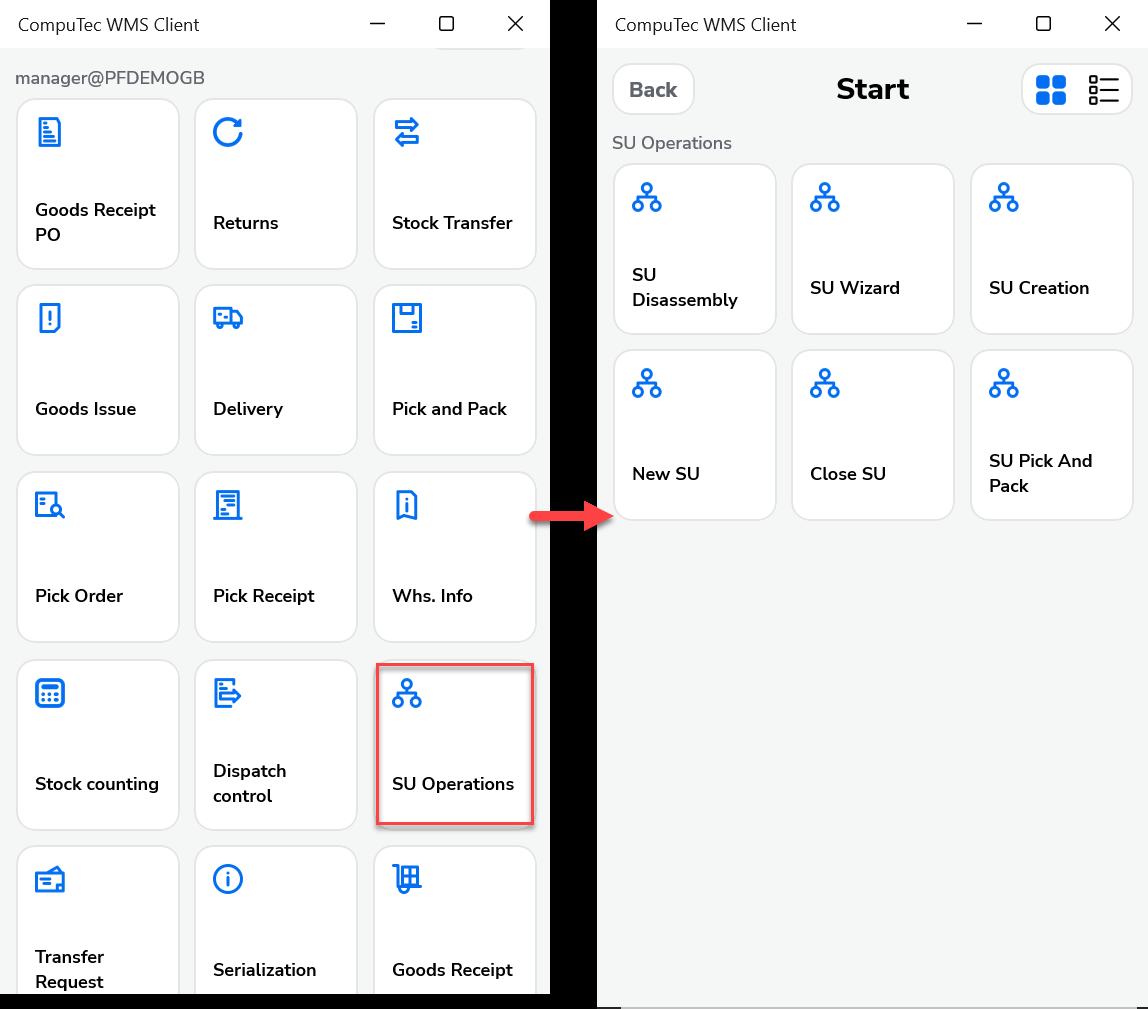 CompuTec WMS Client
manager@PFDEMOGB
Goods Receipt
PO
Returns
Stock Transfer
Goods Issue
Delivery
Pick and Pack
Pick Order
Pick Receipt
Whs. Info
Stock counting
Dispatch
control
SU Operations
Transfer
Request
Serialization
Goods Receipt
CompuTec WMS Client
Back
Start
SU Operations
SU
Disassembly
SU Wizard
SU Creation
New SU
Close SU
SU Pick And
Pack